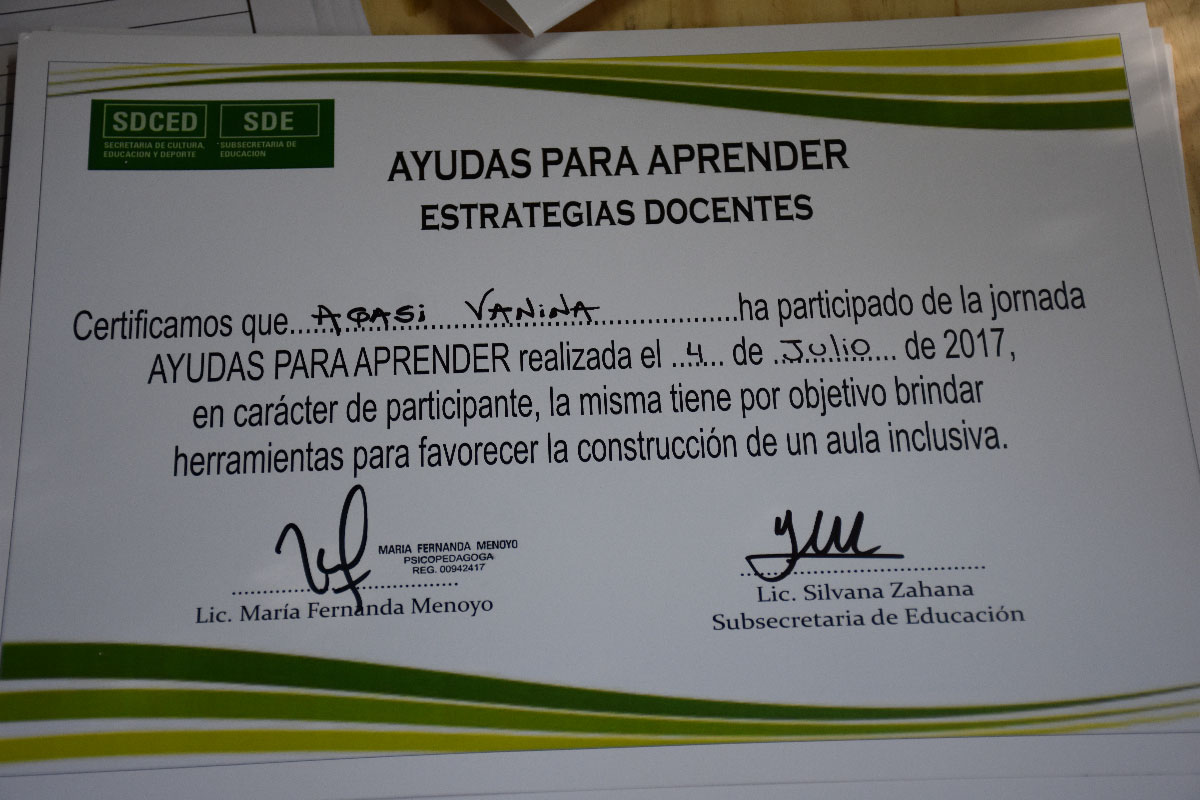 SDCED SDE
SECRETARIA DE CULTURA, SUBSECRETARIA DE
EDUCACION Y DEPORTE EDUCACION
AYUDAS PARA APRENDER
ESTRATEGIAS DOCENTES
Certificamos que... Agasi Vanina ...ha participado de la jornada
AYUDAS PARA APRENDER realizada el ..4... de ..Julio.... de 2017,
en carácter de participante, la misma tiene por objetivo brindar
herramientas para favorecer la construcción de un aula inclusiva.
MARIA FERNANDA MENOYO
PSICOPEDAGOGA
REG. 00942417
Lic. María Fernanda Menoyo
Lic. Silvana Zahana
Subsecretaria de Educación